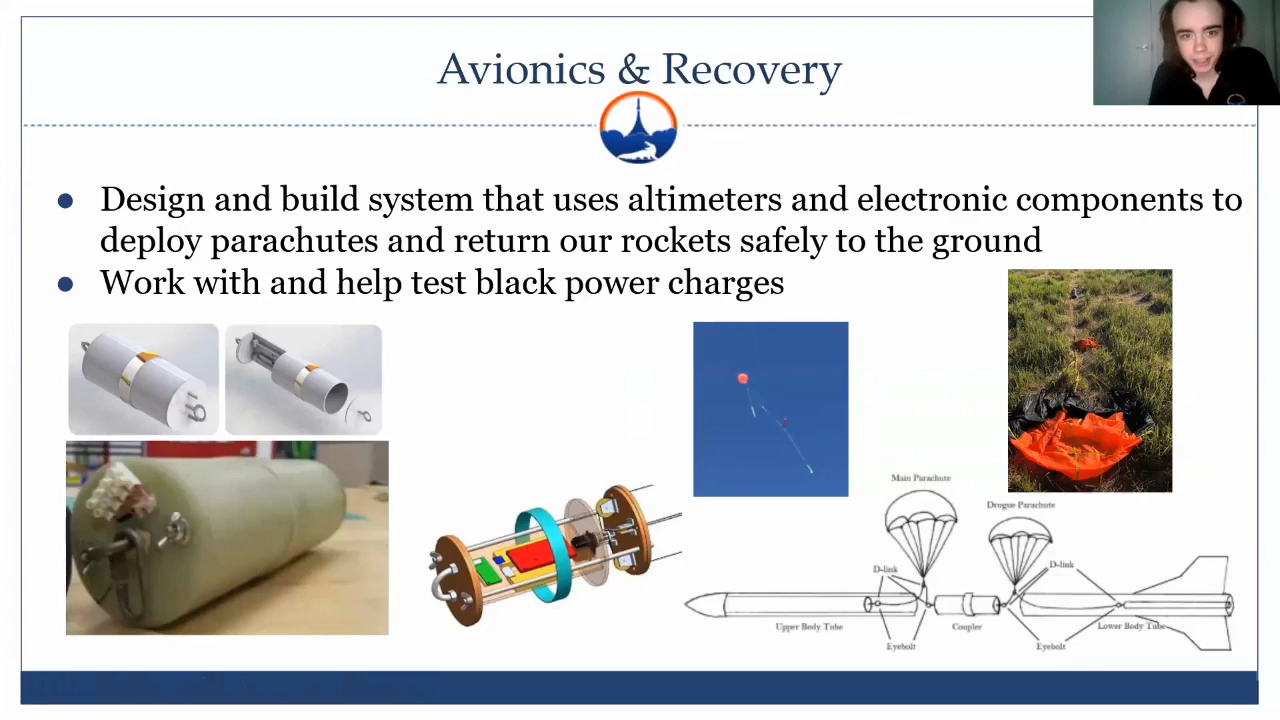 Avionics & Recovery
● Design and build system that uses altimeters and electronic components to
deploy parachutes and return our rockets safely to the ground
● Work with and help test black power charges
Main Parachute
Drogue Parachute
D-link
D-link
Upper Body Tube
Coupler
Lower Body Tube
Eyebolt
Eyebolt